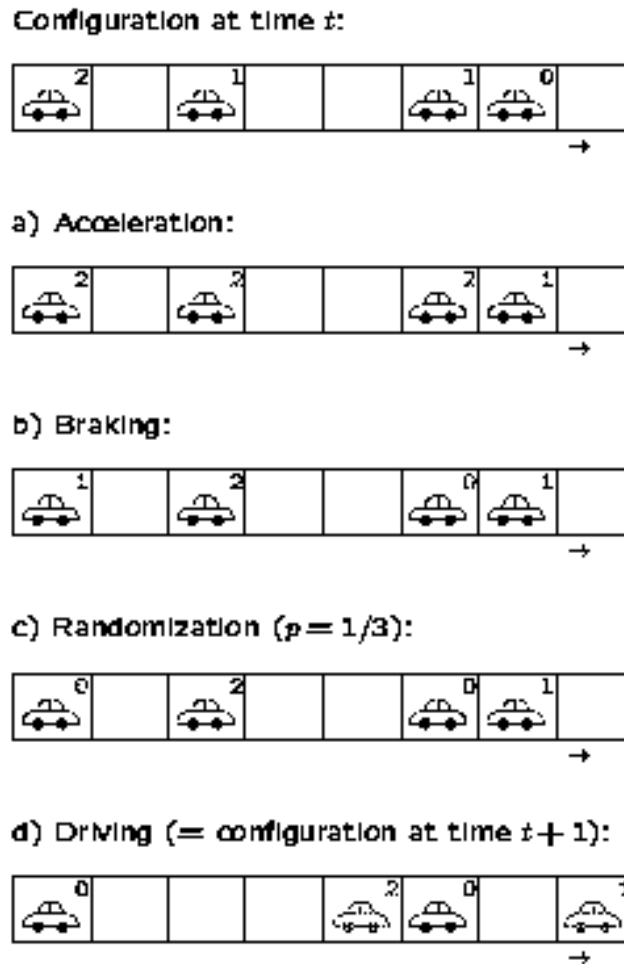 Configuration at time t:
2 1 1 0
→
a) Acceleration:
2 2 2 1
→
b) Braking:
1 2 0 1
→
c) Randomization (p = 1/3):
0 2 0 1
→
d) Driving (= configuration at time t + 1):
0 2 0
→